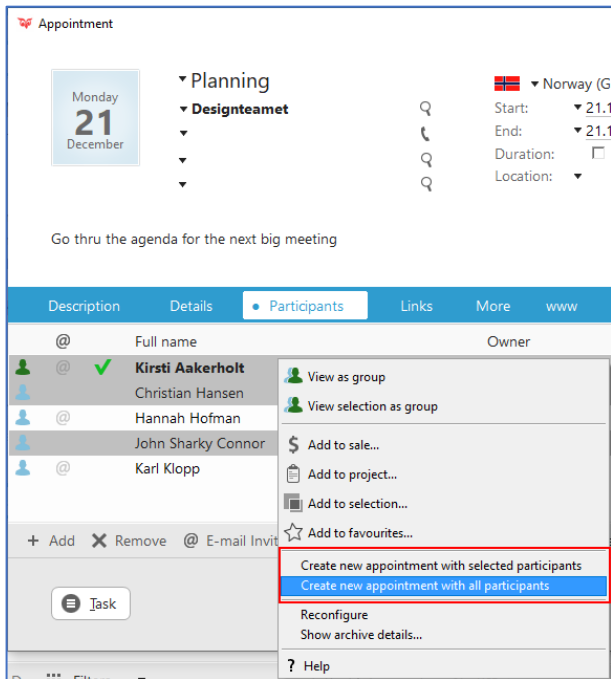 Appointment
Monday
21
December
Planning
Designteamet
Norway (G
Start: 21.1
End: 21.1
Duration:
Location:
Go thru the agenda for the next big meeting
Description Details Participants Links More www
@ Full name Owner
@ Kirsti Aakerholt
Christian Hansen
@ Hannah Hofman
John Sharky Connor
@ Karl Klopp
View as group
View selection as group
$ Add to sale...
Add to project...
Add to selection...
Add to favourites...
Create new appointment with selected participants
Create new appointment with all participants
Reconfigure
Show archive details...
? Help
+ Add Remove @ E-mail Invit
Task